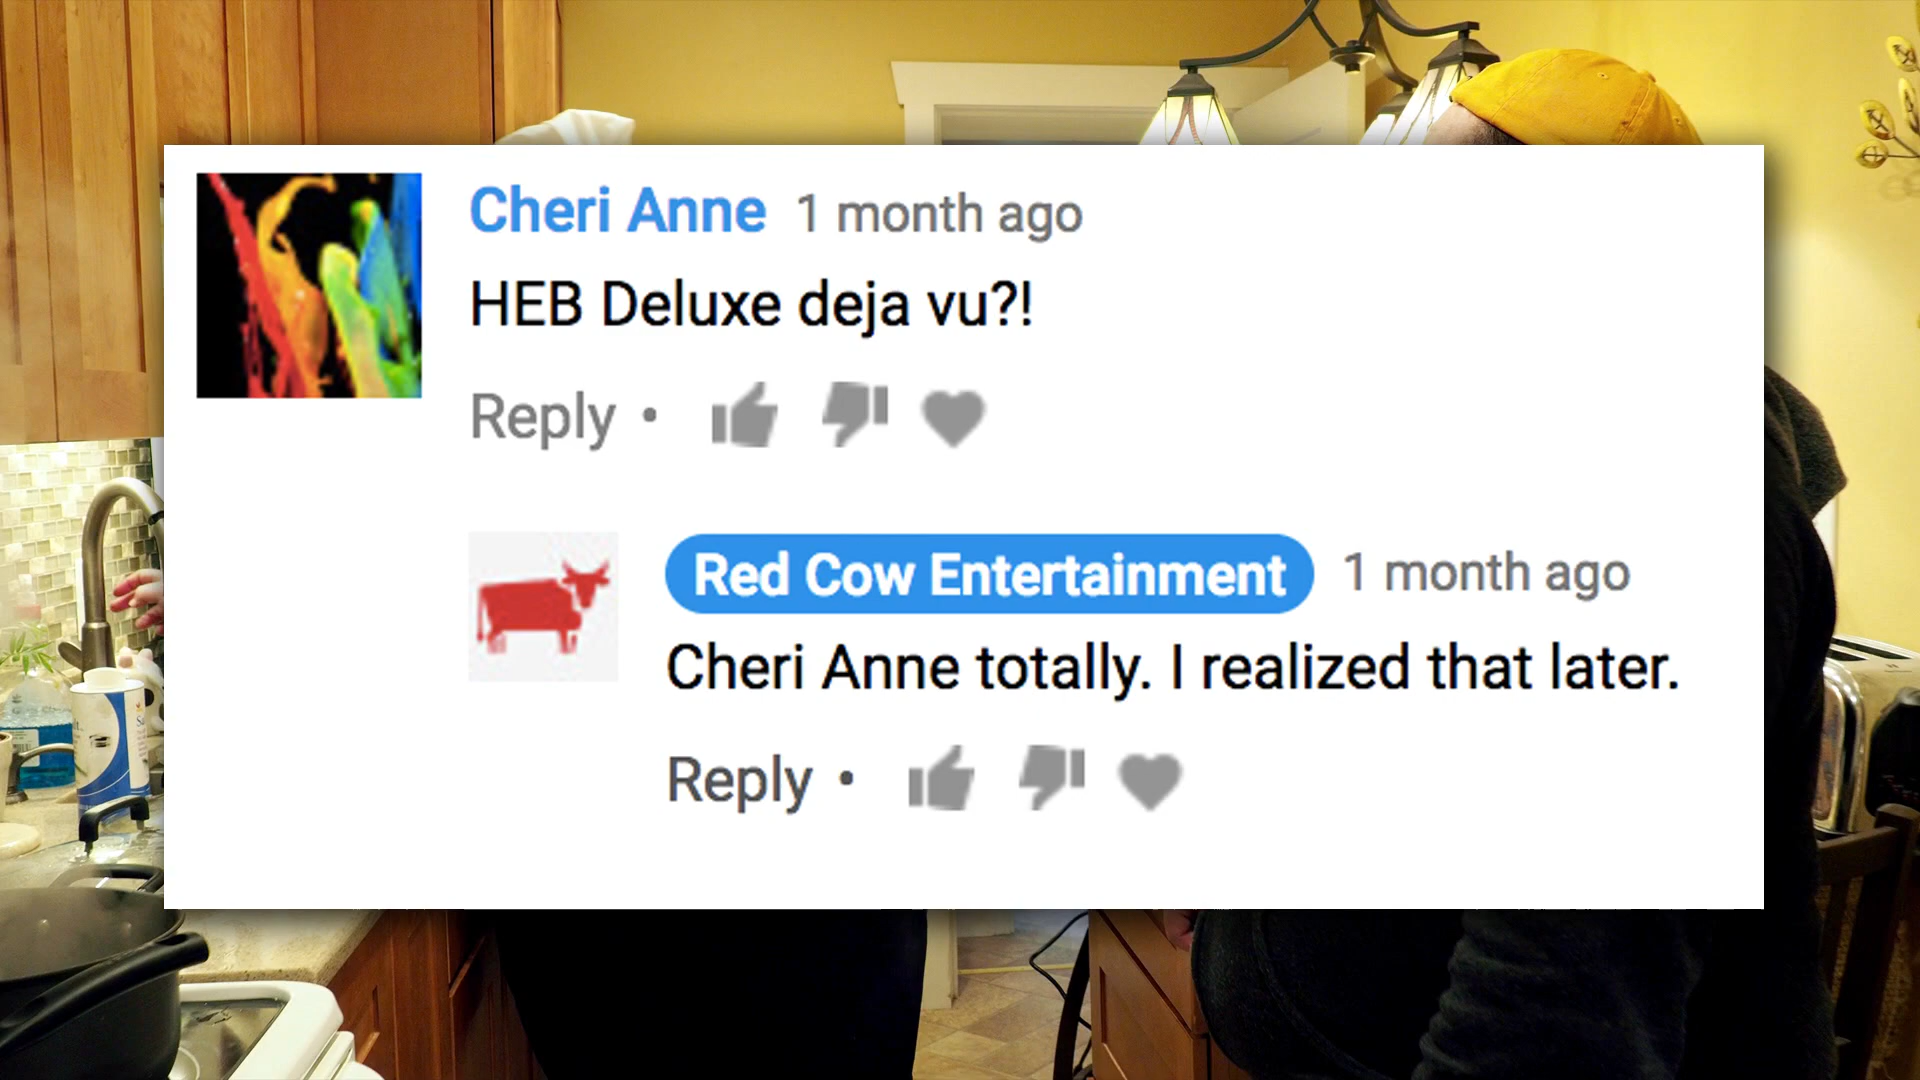 Cheri Anne 1 month ago
HEB Deluxe deja vu?!
Reply •
Red Cow Entertainment 1 month ago
Cheri Anne totally. I realized that later.
Reply •